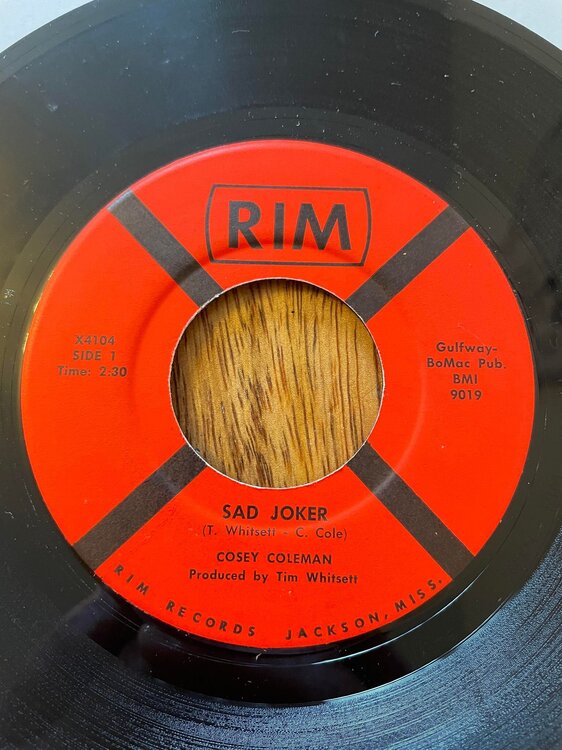 RIM
X4104
SIDE 1
Time: 2:30
Gulfway-
BoMac Pub.
BMI
9019
SAD JOKER
(T. Whitsett - C. Cole)
COSEY COLEMAN
Produced by Tim Whitsett
RIM RECORDS JACKSON, MISS.